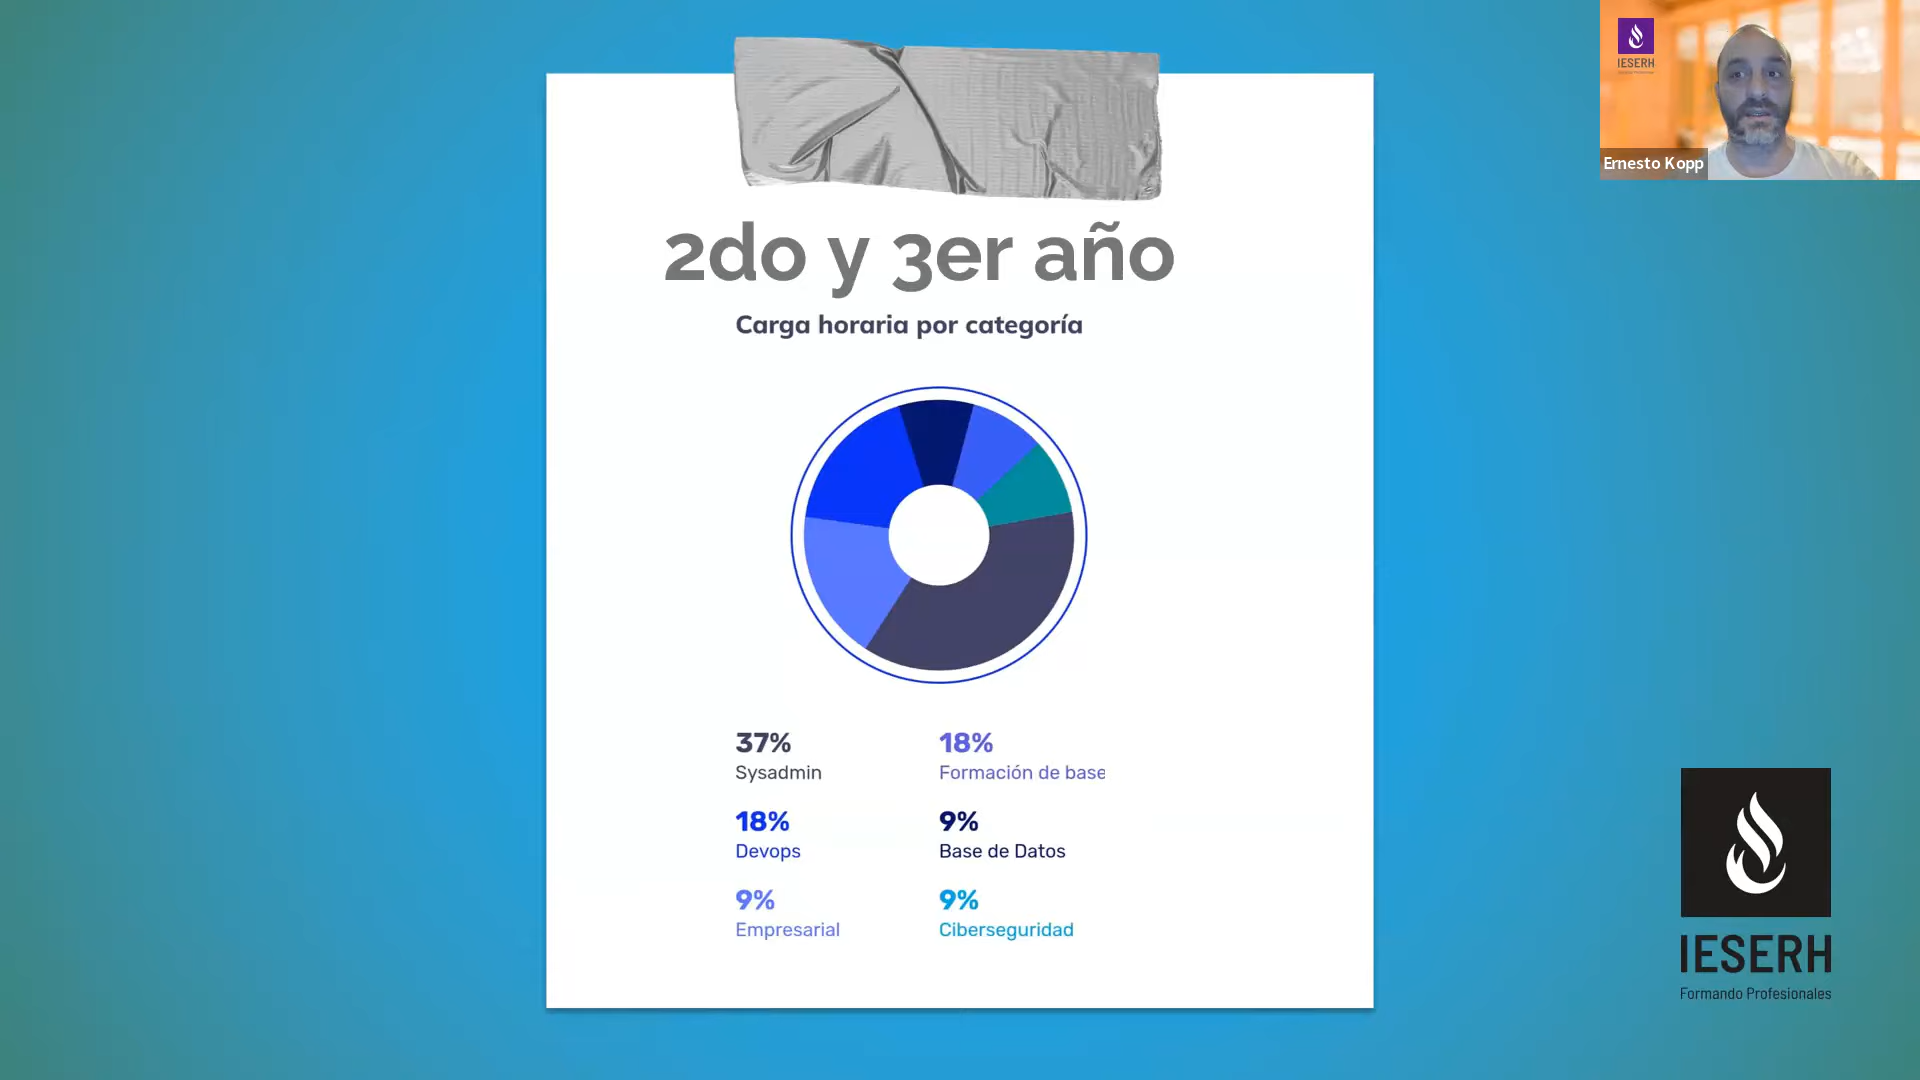 IESERH
Ernesto Kopp
2do y 3er año
Carga horaria por categoría
37%
Sysadmin
18%
Formación de base
18%
Devops
9%
Base de Datos
9%
Empresarial
9%
Ciberseguridad
IESERH
Formando Profesionales